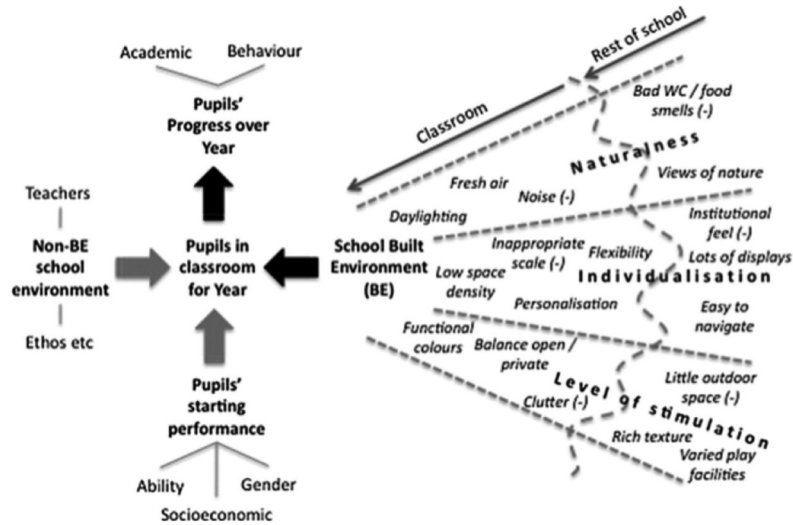 Academic
Behaviour
Pupils'
Progress over
Year
Teachers
Non-BE
school
environment
Ethos etc
Pupils in
classroom
for Year
School Built
Environment
(BE)
Pupils'
starting
performance
Ability
Gender
Socioeconomic
Classroom
Rest of school
Bad WC / food
smells (-)
Naturalness
Views of nature
Fresh air
Noise (-)
Daylighting
Institutional
feel (-)
Inappropriate
scale (-)
Flexibility
Lots of displays
Low space
density
Individualisation
Personalisation
Easy to
navigate
Functional
colours
Balance open /
private
Level of stimulation
Little outdoor
space (-)
Clutter (-)
Rich texture
Varied play
facilities